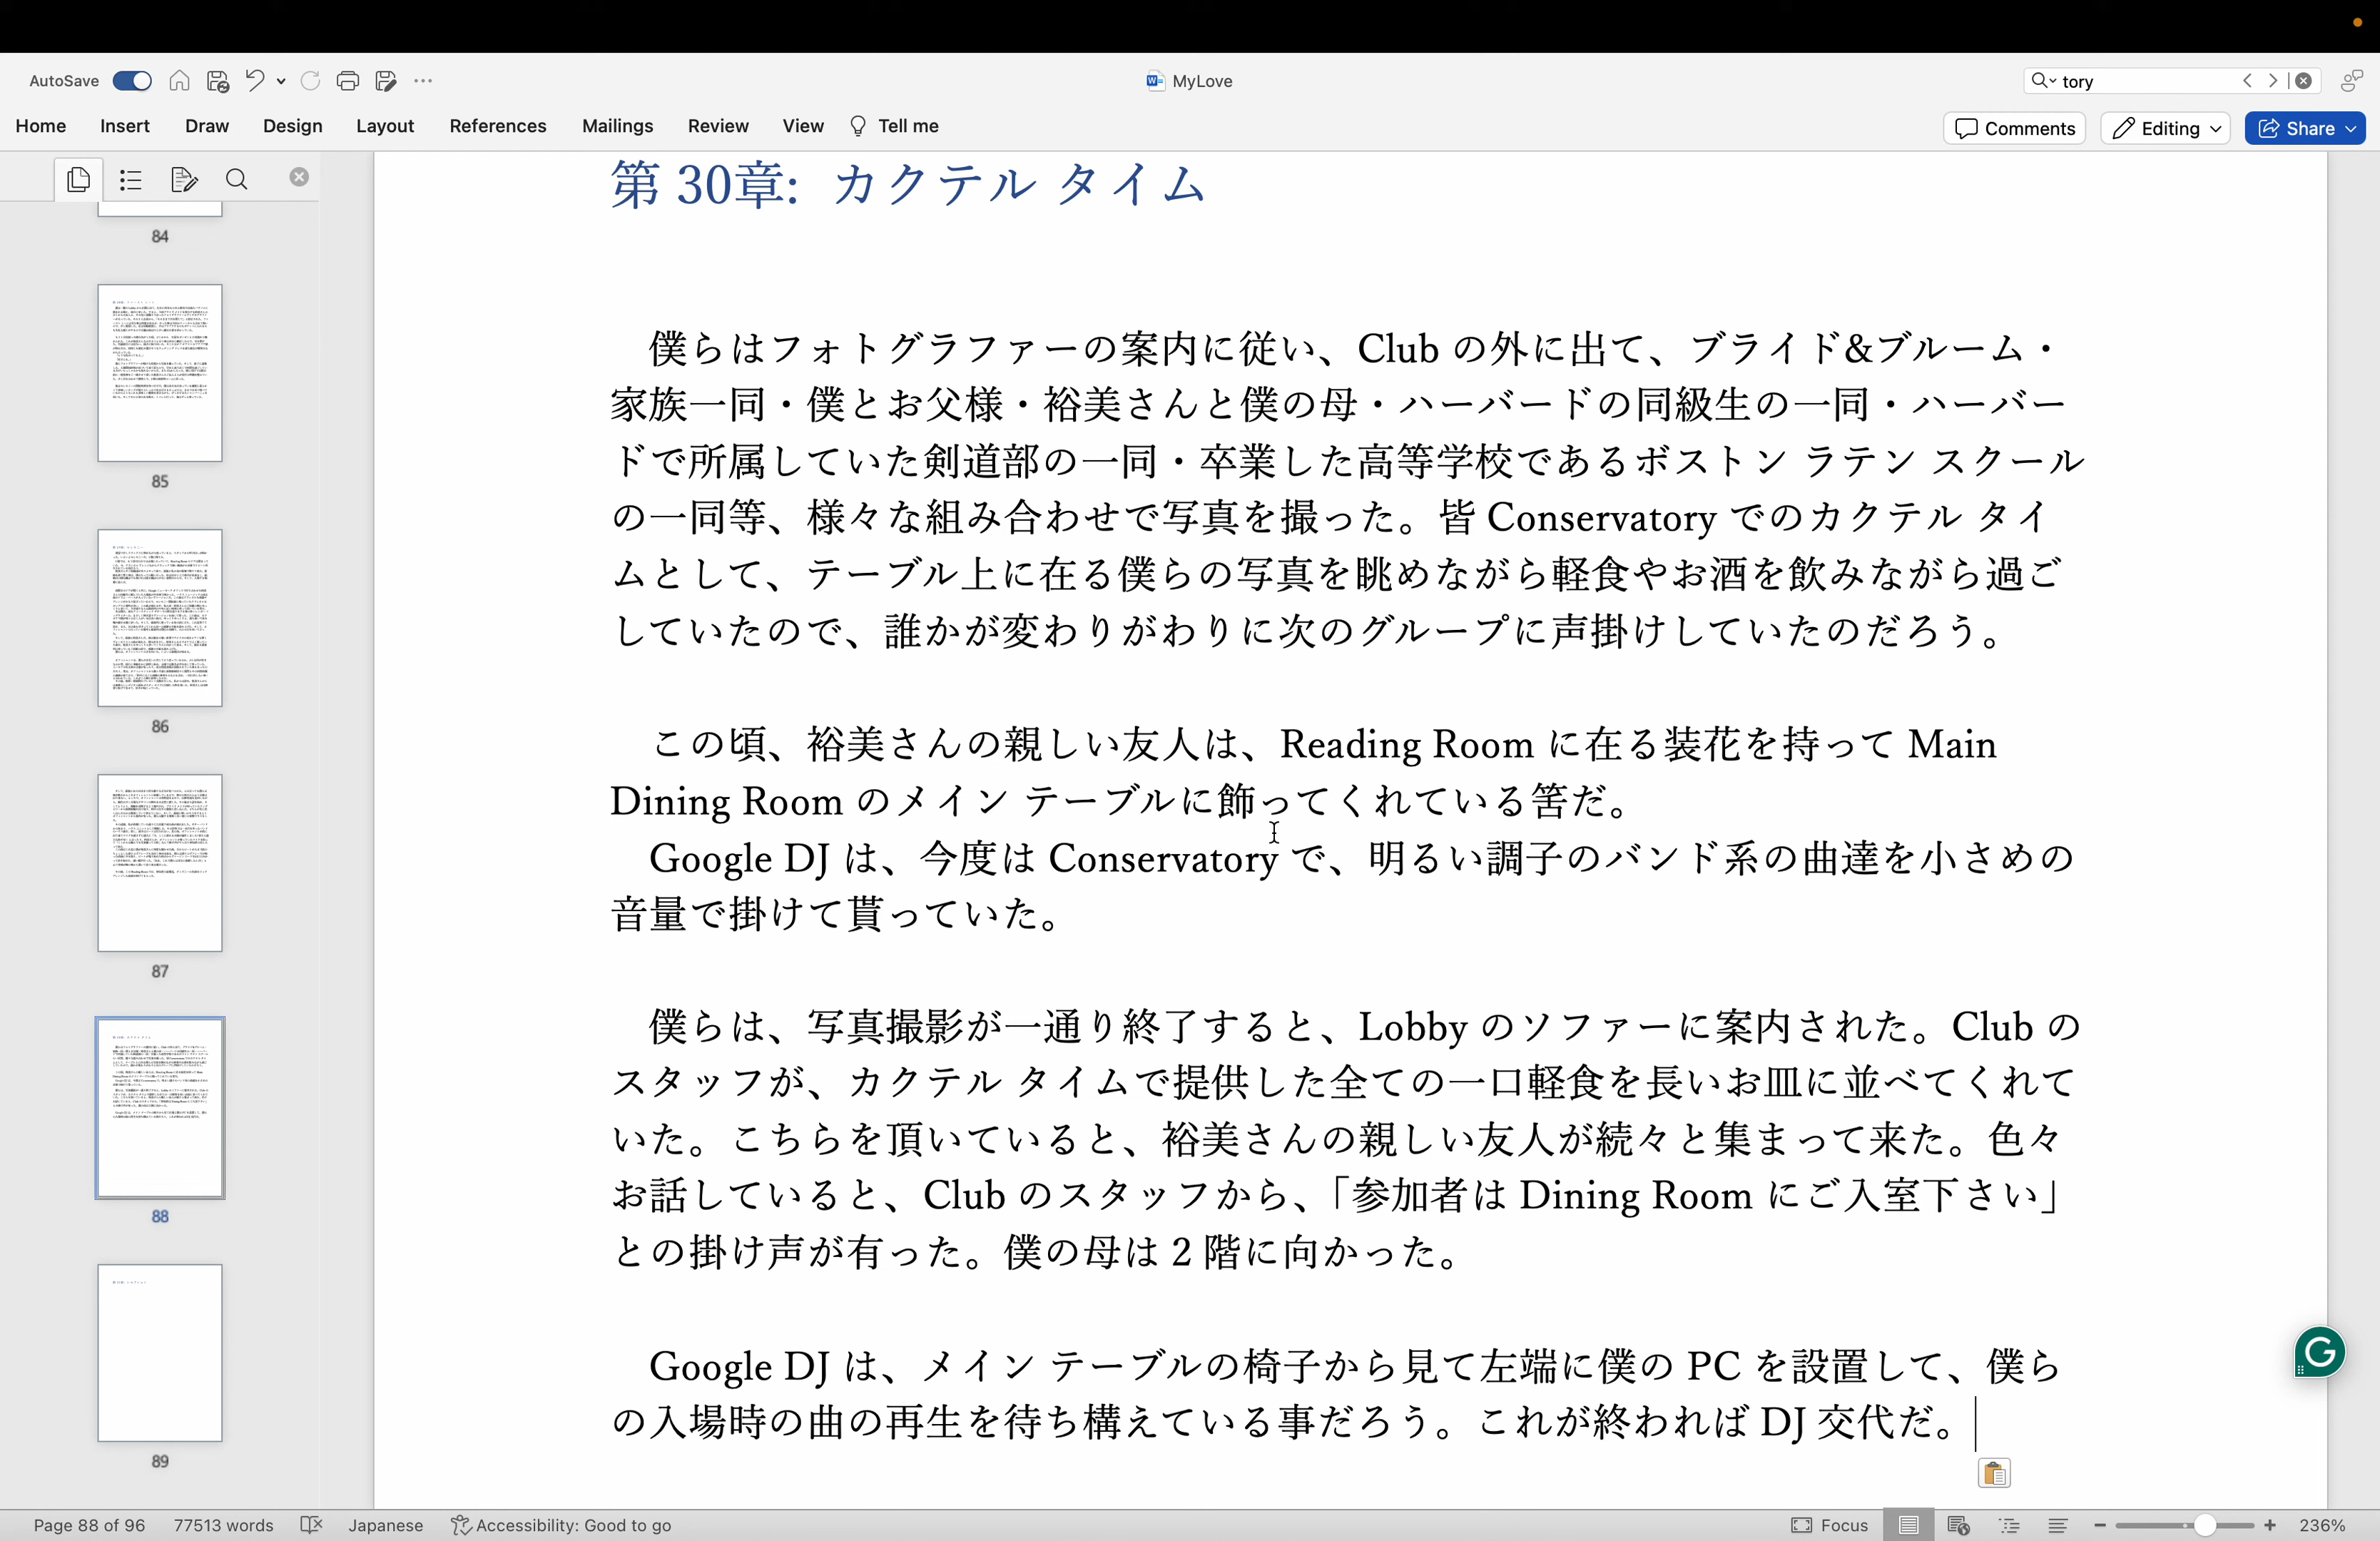 AutoSave
MyLove
tory
Home Insert Draw Design Layout References Mailings Review View Tell me
Comments Editing Share
84
85
86
87
88
89
第 30章: カクテル タイム
僕らはフォトグラファーの案内に従い、Club の外に出て、ブライド&ブルーム・
家族一同・僕とお父様・裕美さんと僕の母・ハーバードの同級生の一同・ハーバー
ドで所属していた剣道部の一同・卒業した高等学校であるボストン ラテン スクール
の一同等、様々な組み合わせで写真を撮った。皆 Conservatory でのカクテル タイ
ムとして、テーブル上に在る僕らの写真を眺めながら軽食やお酒を飲みながら過ご
していたので、誰かが変わりがわりに次のグループに声掛けしていたのだろう。
この頃、裕美さんの親しい友人は、Reading Room に在る装花を持って Main
Dining Room のメイン テーブルに飾ってくれている筈だ。
Google DJ は、今度は Conservatory で、明るい調子のバンド系の曲達を小さめの
音量で掛けて貰っていた。
僕らは、写真撮影が一通り終了すると、Lobby のソファーに案内された。Club の
スタッフが、カクテル タイムで提供した全ての一口軽食を長いお皿に並べてくれて
いた。こちらを頂いていると、裕美さんの親しい友人が続々と集まって来た。色々
お話していると、Club のスタッフから、「参加者は Dining Room にご入室下さい」
との掛け声が有った。僕の母は 2 階に向かった。
Google DJ は、メイン テーブルの椅子から見て左端に僕の PC を設置して、僕ら
の入場時の曲の再生を待ち構えている事だろう。これが終われば DJ 交代だ。
Page 88 of 96 77513 words Japanese Accessibility: Good to go Focus 236%